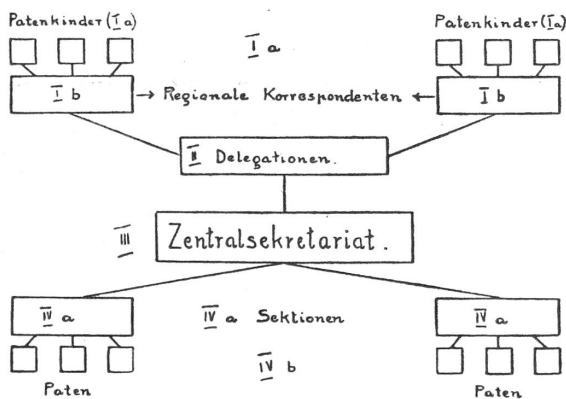 Patenkinder (I a)
Patenkinder (I a)
I a
I b
→ Regionale Korrespondenten ←
I b
II Delegationen.
III
Zentralsekretariat.
IV a
IV a Sektionen
IV a
IV b
Paten
Paten